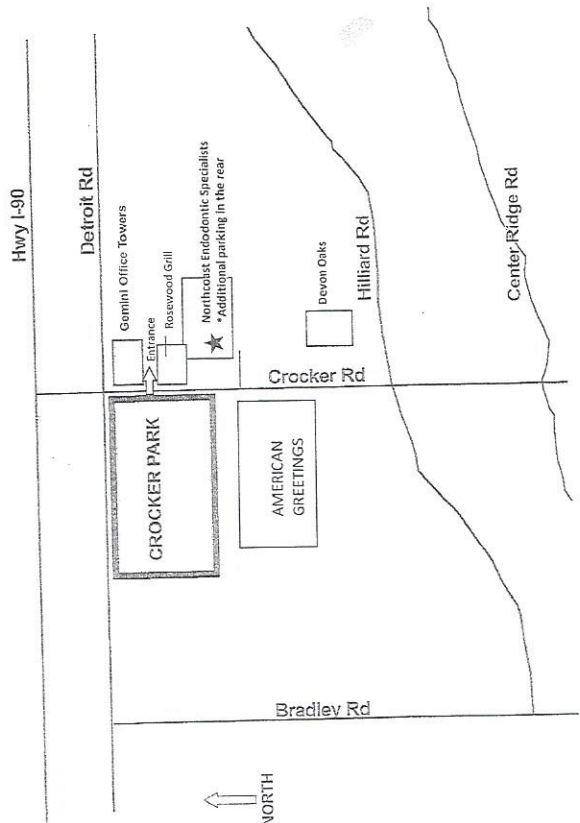 Hwy I-90
Detroit Rd
Gemini Office Towers
Entrance
Rosewood Grill
Northcoast Endodontic Specialists
*Additional parking in the rear
CROCKER PARK
AMERICAN
GREETINGS
Crocker Rd
Devon Oaks
Hilliard Rd
Center Ridge Rd
Bradley Rd
NORTH